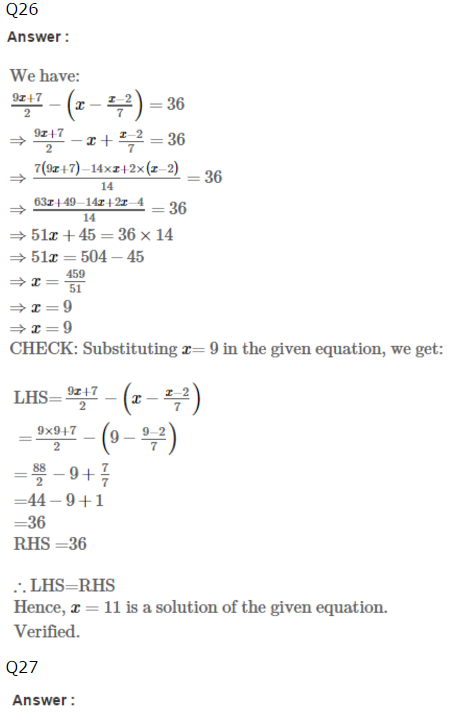 Q26
Answer :
We have:
$\frac{9x+7}{2} - \left(x - \frac{x-2}{7}\right) = 36$
$\Rightarrow \frac{9x+7}{2} - x + \frac{x-2}{7} = 36$
$\Rightarrow \frac{7(9x+7)-14\times x+2\times(x-2)}{14} = 36$
$\Rightarrow \frac{63x+49-14x+2x-4}{14} = 36$
$\Rightarrow 51x + 45 = 36 \times 14$
$\Rightarrow 51x = 504 - 45$
$\Rightarrow x = \frac{459}{51}$
$\Rightarrow x = 9$
$\Rightarrow x = 9$
CHECK: Substituting $x = 9$ in the given equation, we get:
LHS=$\frac{9x+7}{2} - \left(x - \frac{x-2}{7}\right)$
$= \frac{9\times 9+7}{2} - \left(9 - \frac{9-2}{7}\right)$
$= \frac{88}{2} - 9 + \frac{7}{7}$
$= 44 - 9 + 1$
$= 36$
RHS =36
∴ LHS=RHS
Hence, $x = 11$ is a solution of the given equation.
Verified.
Q27
Answer :